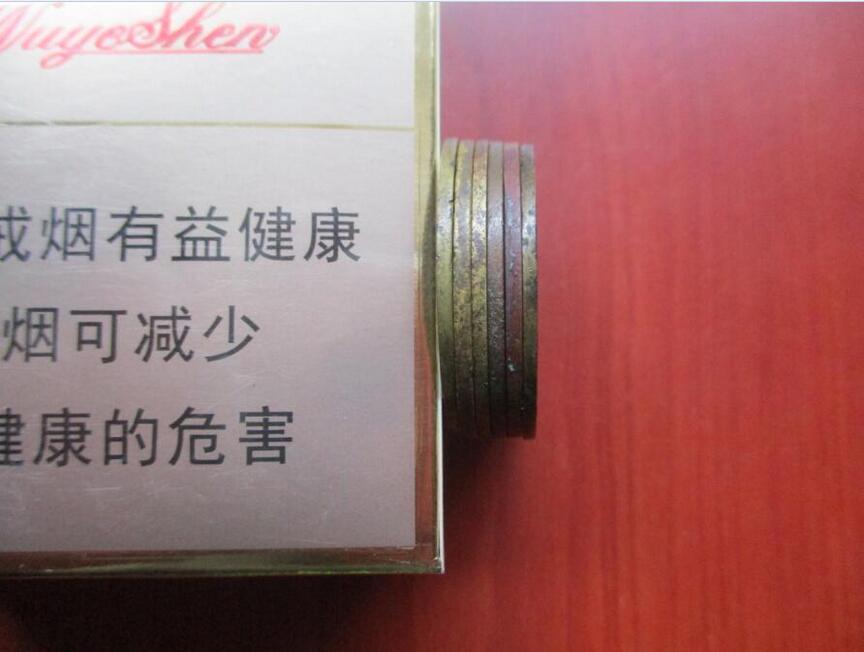 WuyeShen
戒烟有益健康
烟可减少
健康的危害